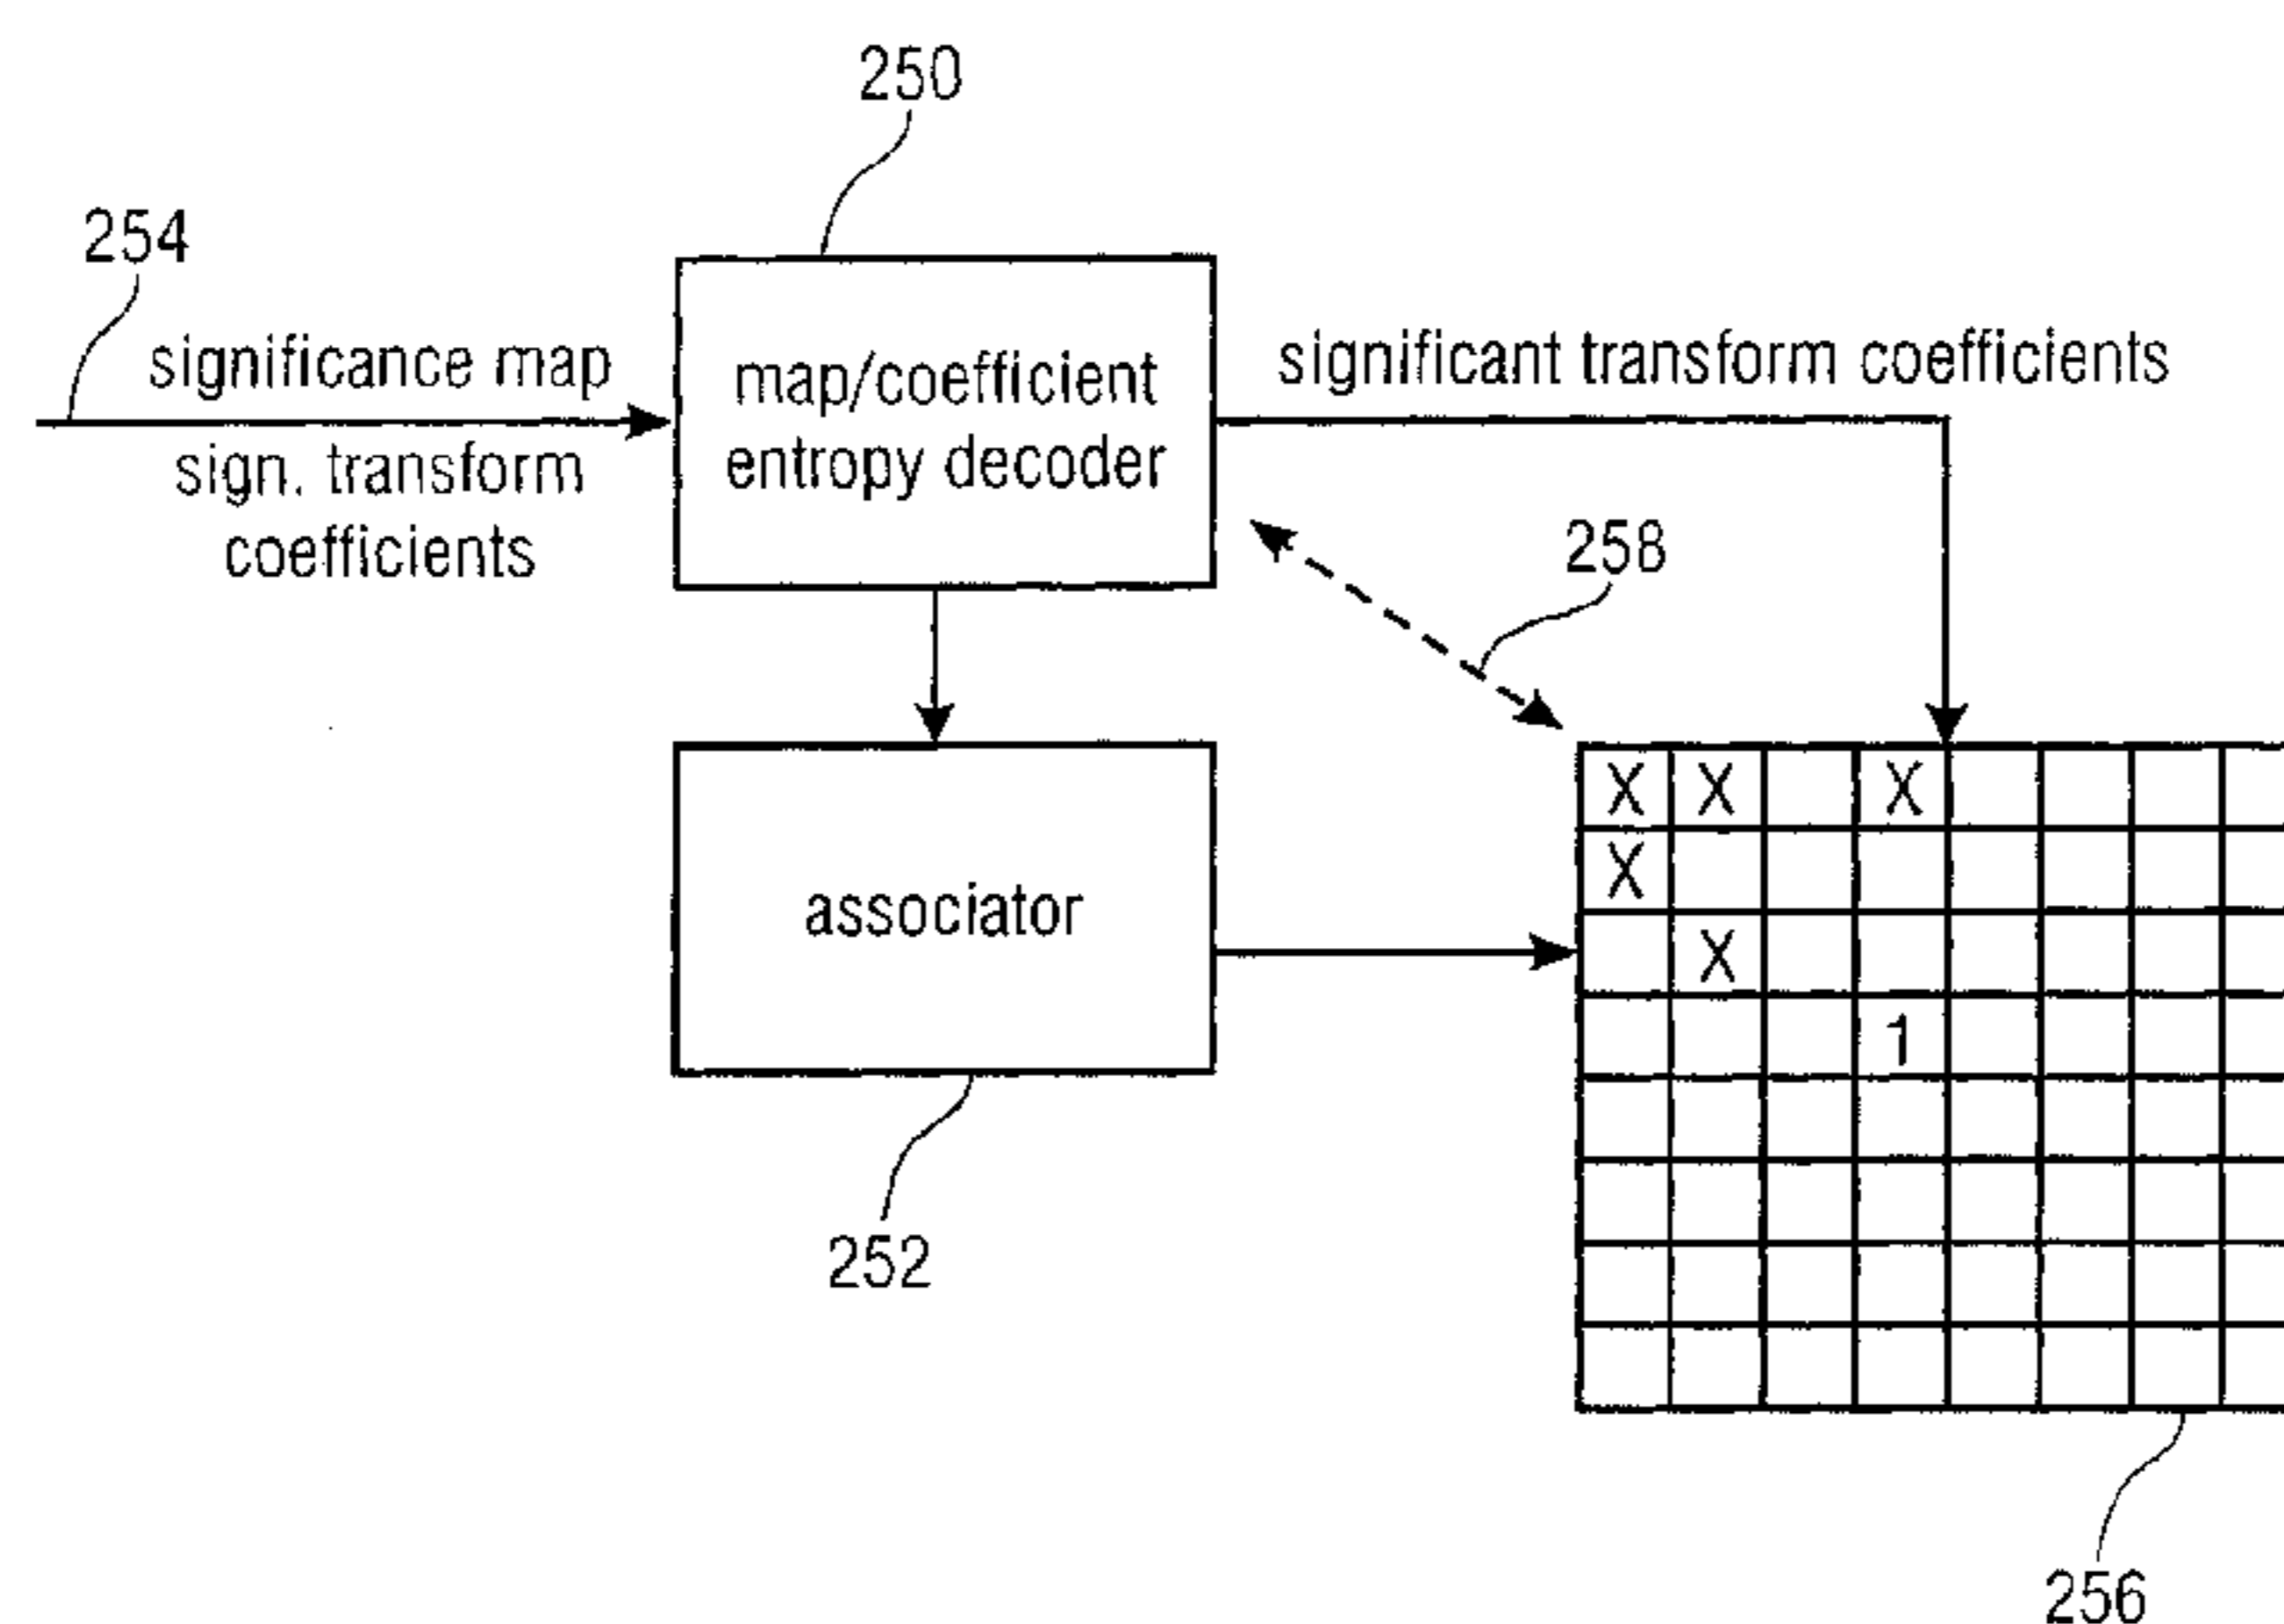 250
254
significance map
sign. transform
coefficients
map/coefficient
entropy decoder
significant transform coefficients
258
associator
X X X
X
X
1
252
256